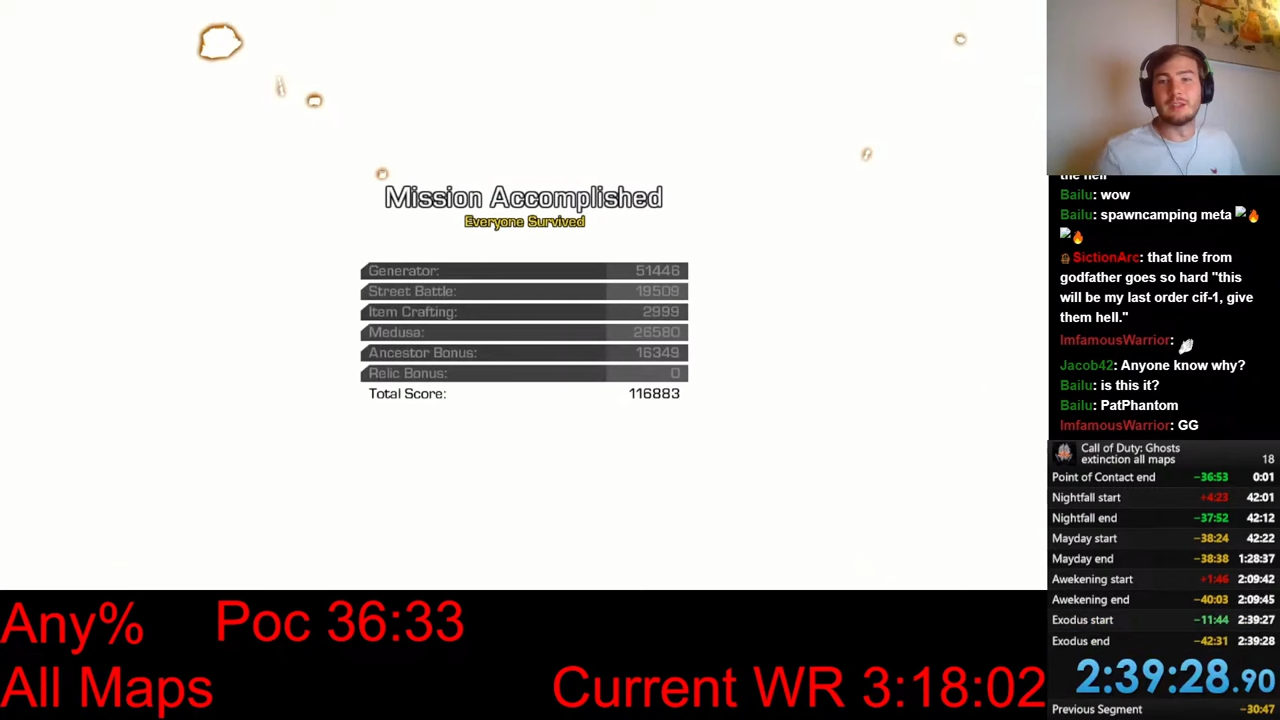 Mission Accomplished
Everyone Survived
Generator: 51446
Street Battle: 19509
Item Crafting: 2999
Medusa: 26580
Ancestor Bonus: 16349
Relic Bonus: 0
Total Score: 116883
the hell
Bailu: wow
Bailu: spawncamping meta
SictionArc: that line from
godfather goes so hard "this
will be my last order cif-1, give
them hell."
ImfamousWarrior:
Jacob42: Anyone know why?
Bailu: is this it?
Bailu: PatPhantom
ImfamousWarrior: GG
Call of Duty: Ghosts
extinction all maps 18
Point of Contact end −36:53 0:01
Nightfall start +4:23 42:01
Nightfall end −37:52 42:12
Mayday start −38:24 42:22
Mayday end −38:38 1:28:37
Awekening start +1:46 2:09:42
Awekening end −40:03 2:09:45
Exodus start −11:44 2:39:27
Exodus end −42:31 2:39:28
2:39:28.90
Previous Segment −30:47
Any% Poc 36:33
All Maps Current WR 3:18:02